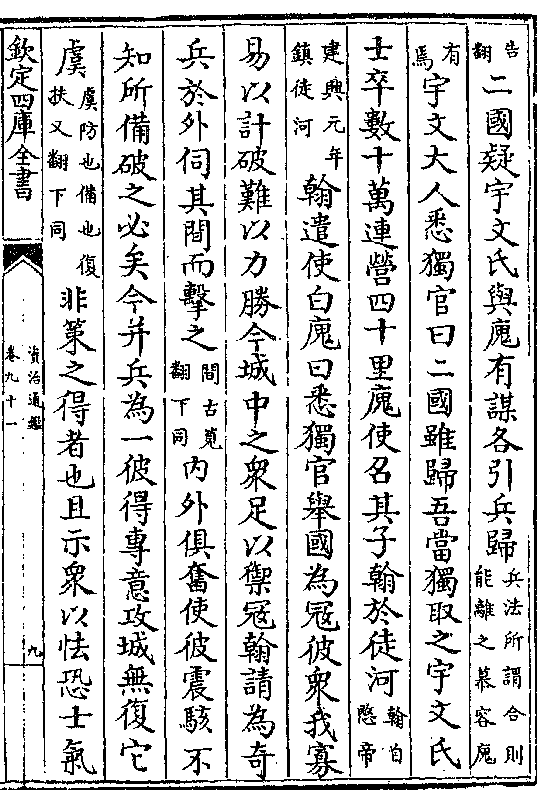 告翻二國疑宇文氏與廆有謀各引兵歸兵法所謂合則能離之慕容廆
有焉宇文大人悉獨官曰二國雖歸吾當獨取之宇文氏
士卒數十萬連營四十里廆使名其子翰於徒河翰自愍帝
建興元年鎮徒河翰遣使白廆曰悉獨官舉國為冦彼衆我寡
易以計破難以力勝今城中之衆足以禦冦翰請為奇
兵於外伺其間而擊之間古莧翻下同內外俱奮使彼震駭不
知所備破之必矣今并兵為一彼得專意攻城無復它
虞虞防也備也復扶又翻下同非策之得者也且示衆以怯恐士氣
欽定四庫全書
資治通鑑
卷九十一
九